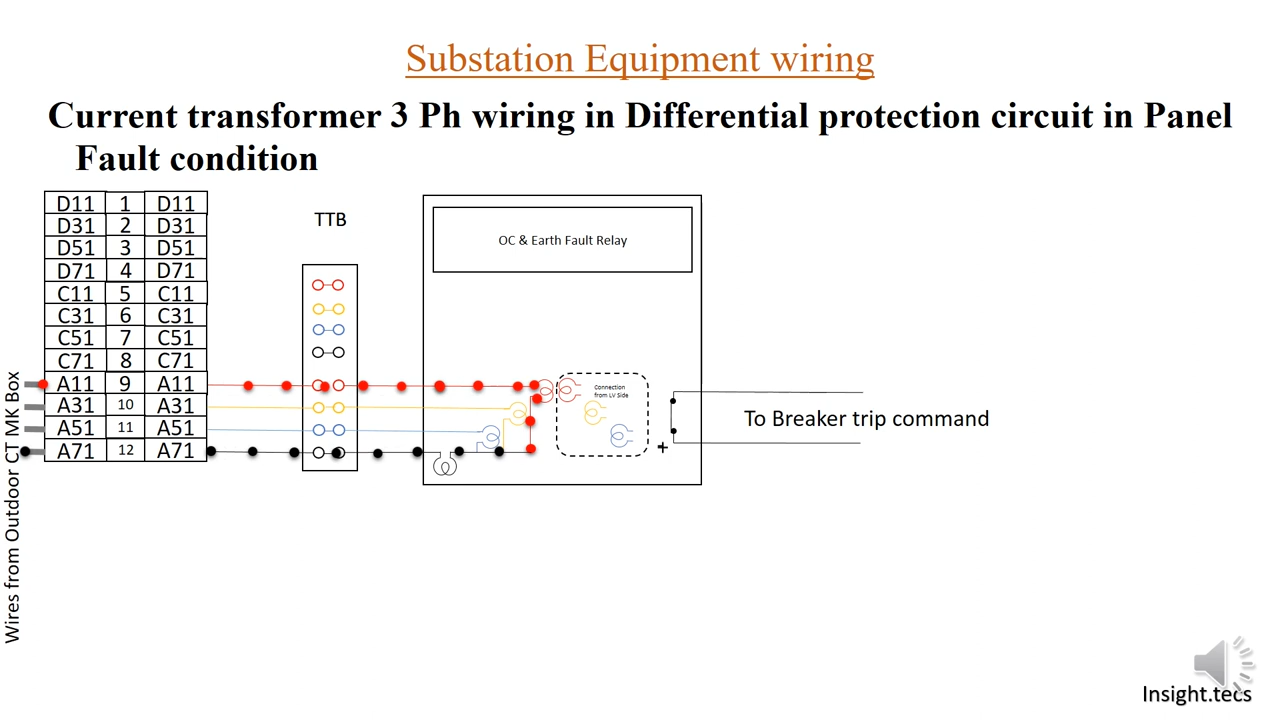 Substation Equipment wiring
Current transformer 3 Ph wiring in Differential protection circuit in Panel
Fault condition
D11 1 D11
D31 2 D31
D51 3 D51
D71 4 D71
C11 5 C11
C31 6 C31
C51 7 C51
C71 8 C71
A11 9 A11
A31 10 A31
A51 11 A51
A71 12 A71
Wires from Outdoor CT MK Box
TTB
OC & Earth Fault Relay
Connection
from LV Side
+
To Breaker trip command
Insight.tecs